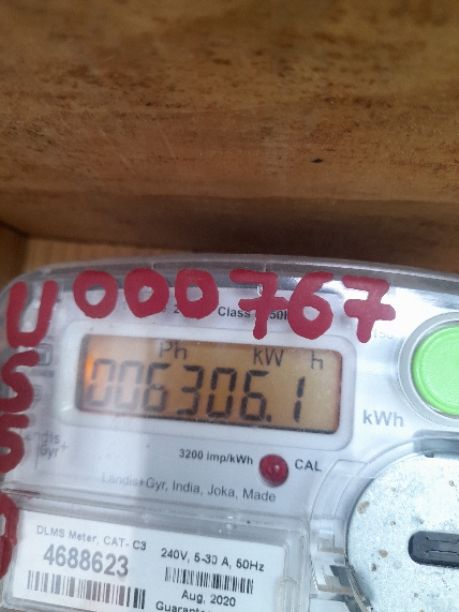 U000767
Class
Ph kW h
006306.1
kWh
3200 imp/kWh CAL
Landis+Gyr, India, Joka, Made
DLMS Meter, CAT- C3
4688623
240V, 5-30 A, 50Hz
Aug, 2020
Guarante